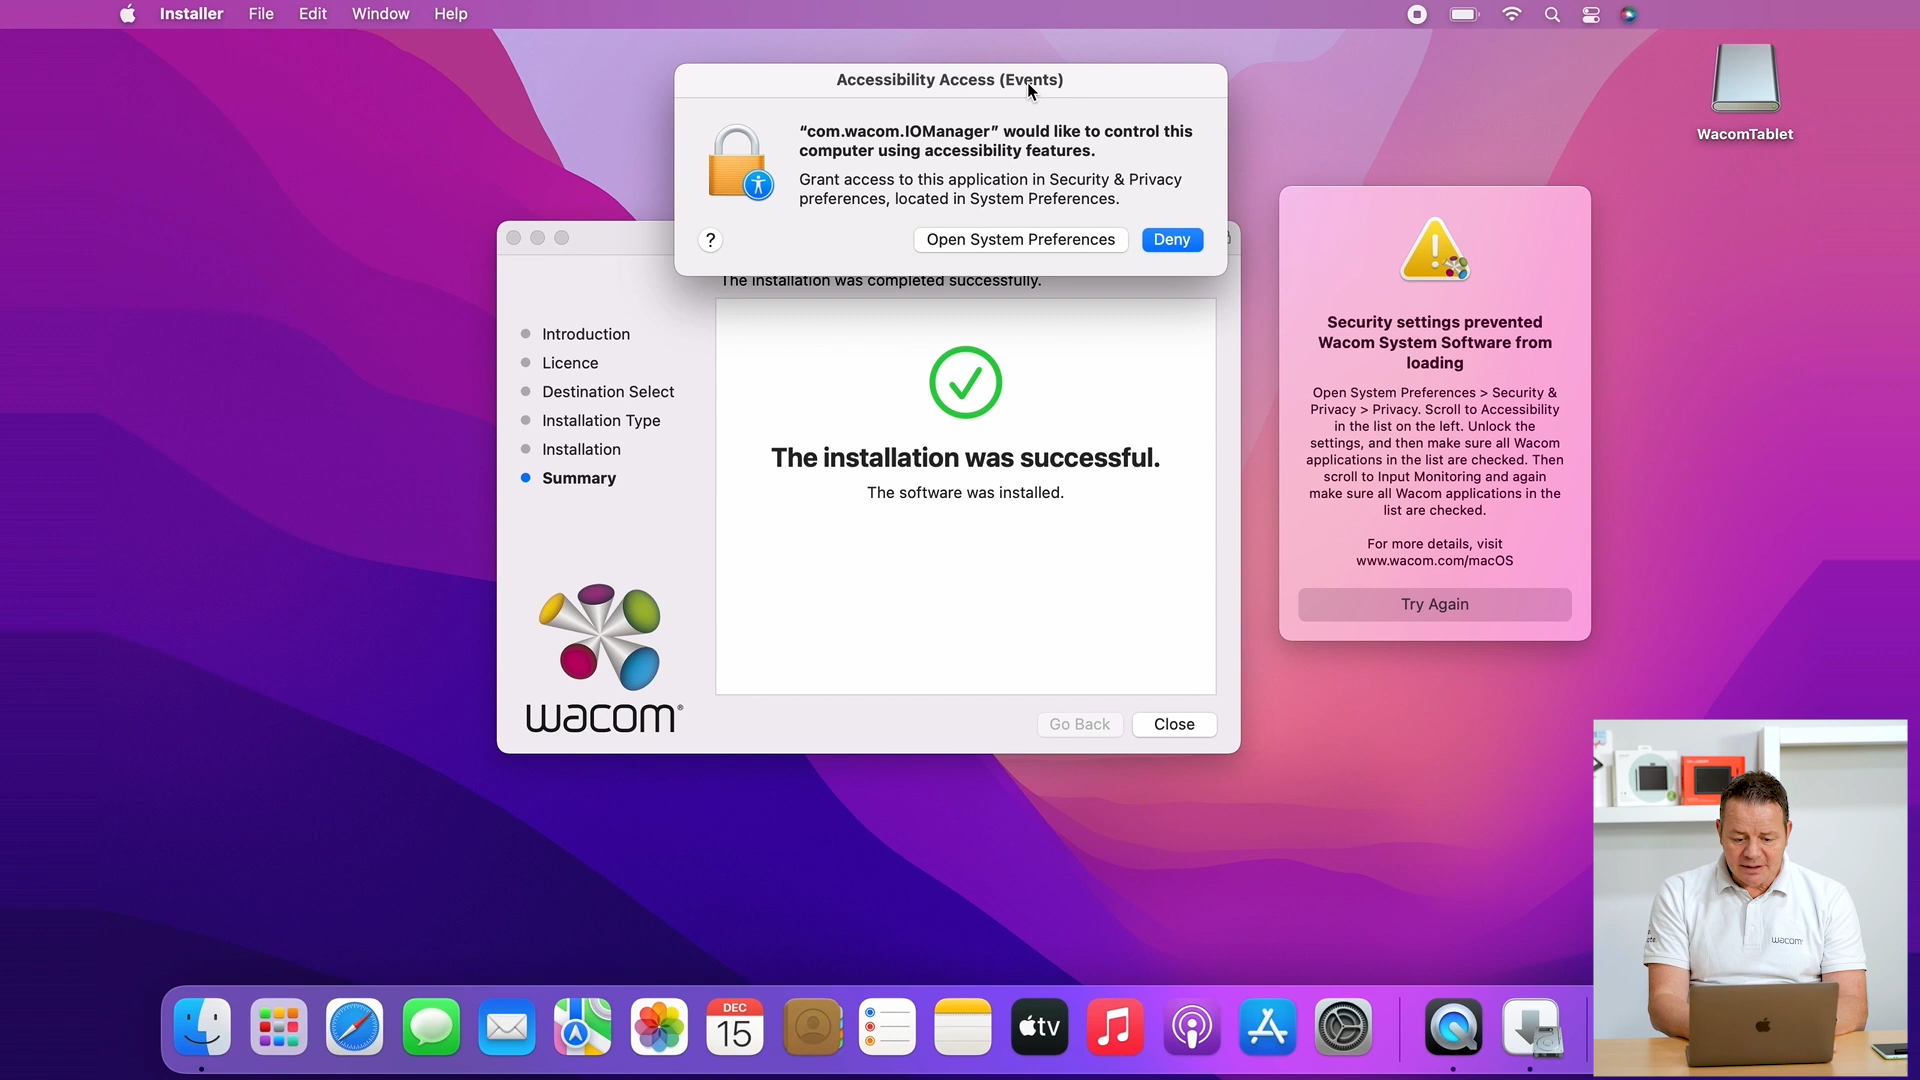 Installer File Edit Window Help
WacomTablet
Accessibility Access (Events)
"com.wacom.IOManager" would like to control this
computer using accessibility features.
Grant access to this application in Security & Privacy
preferences, located in System Preferences.
?
Open System Preferences
Deny
The installation was completed successfully.
Introduction
Licence
Destination Select
Installation Type
Installation
Summary
The installation was successful.
The software was installed.
wacom®
Go Back
Close
Security settings prevented
Wacom System Software from
loading
Open System Preferences > Security &
Privacy > Privacy. Scroll to Accessibility
in the list on the left. Unlock the
settings, and then make sure all Wacom
applications in the list are checked. Then
scroll to Input Monitoring and again
make sure all Wacom applications in the
list are checked.
For more details, visit
www.wacom.com/macOS
Try Again
wacom
DEC
15
tv